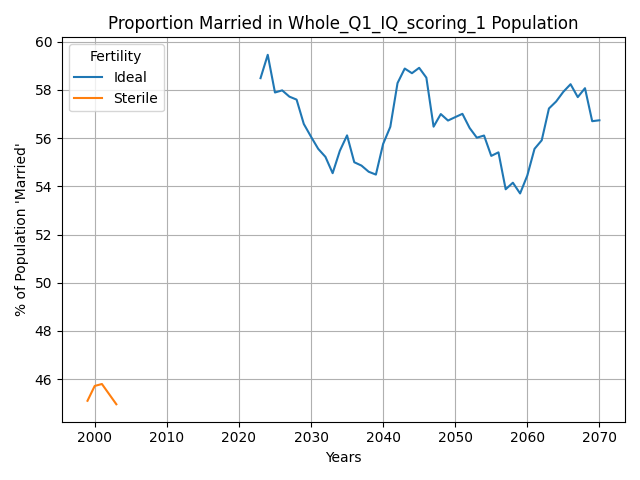 Proportion Married in Whole_Q1_IQ_scoring_1 Population
60
58
56
54
52
50
48
46
% of Population 'Married'
Fertility
Ideal
Sterile
2000 2010 2020 2030 2040 2050 2060 2070
Years